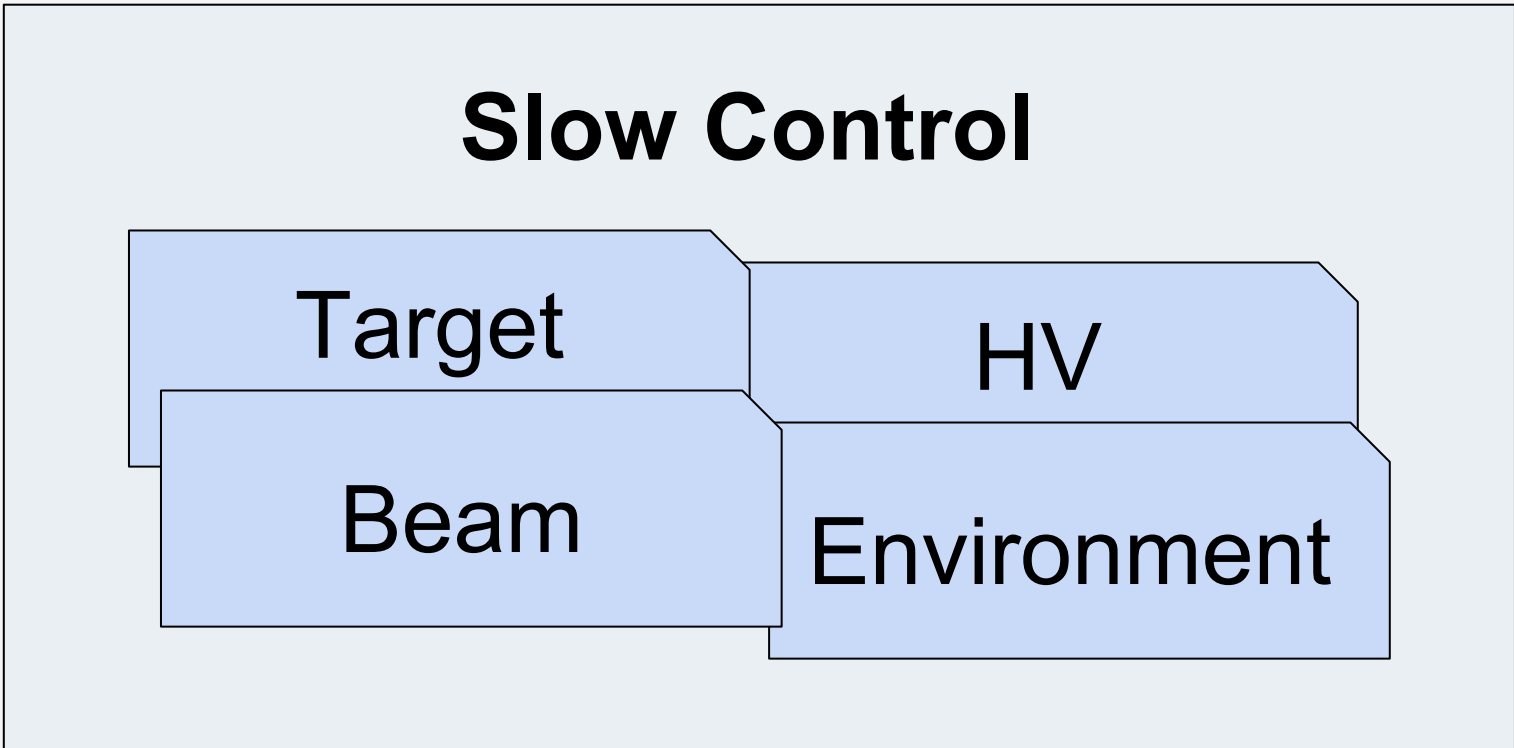 Slow Control
Target
HV
Beam
Environment